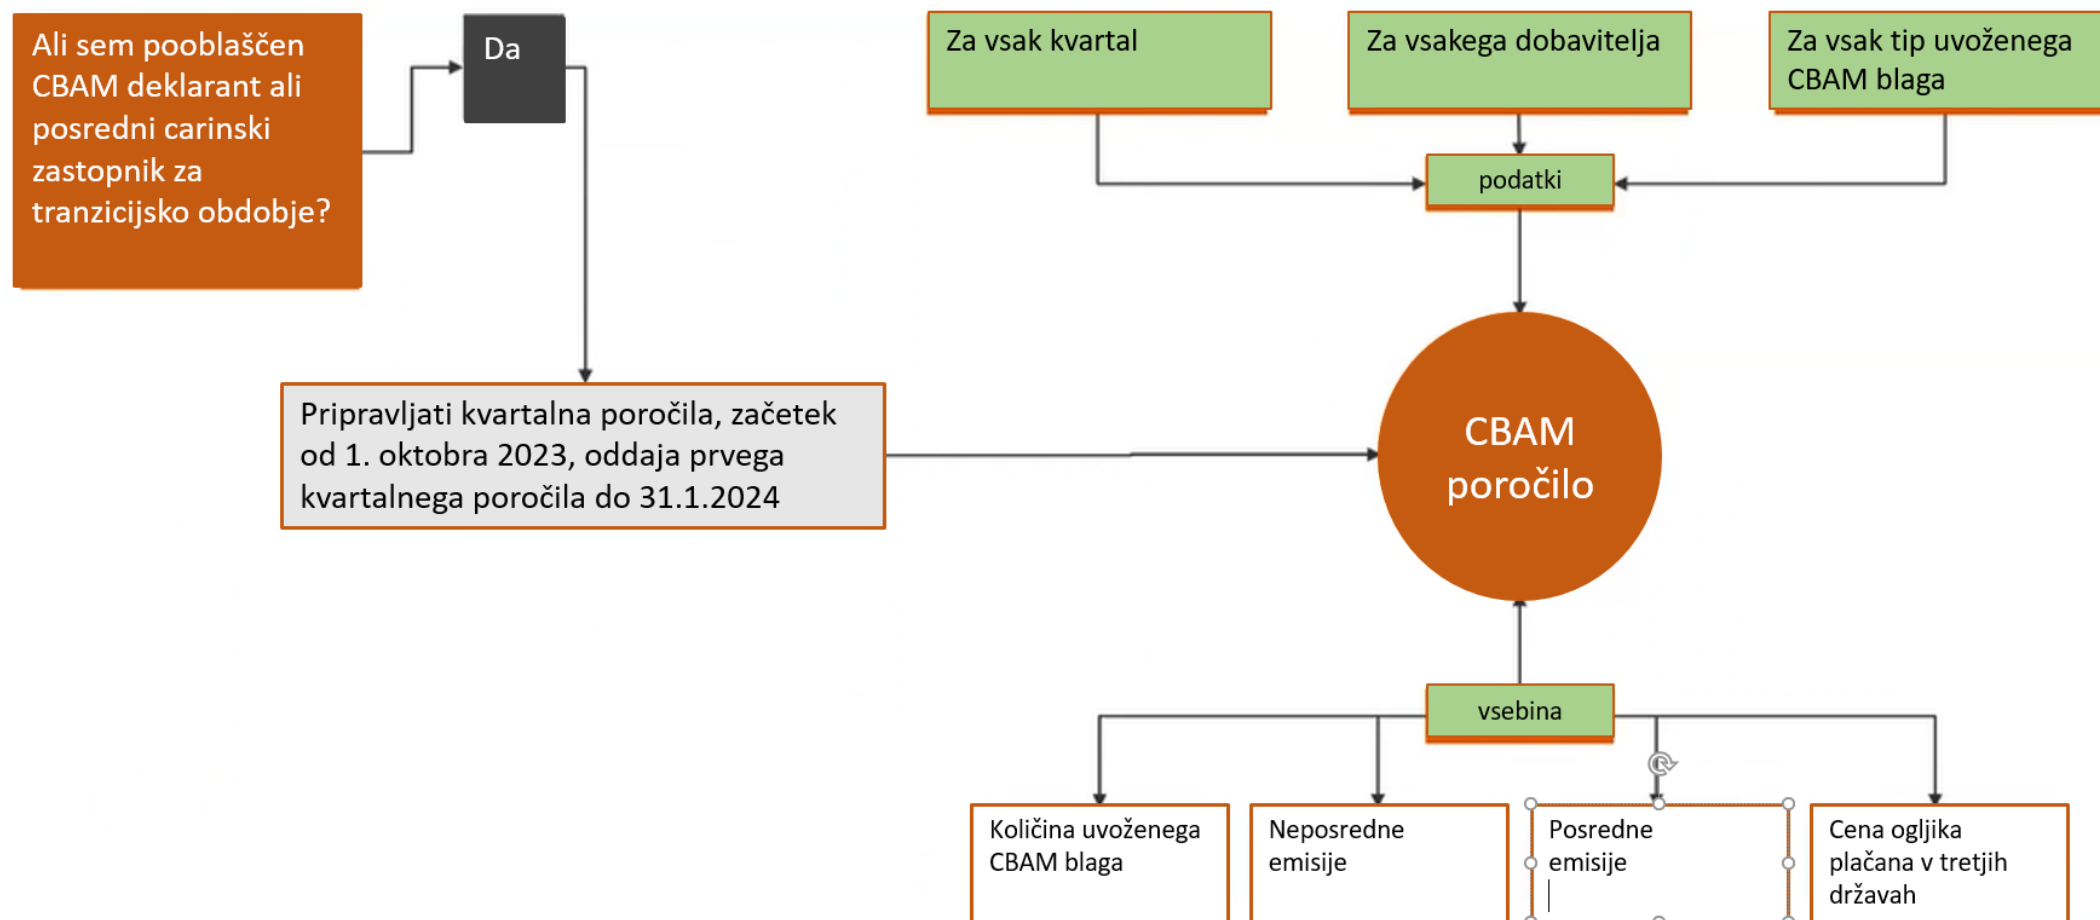 Ali sem pooblaščen
CBAM deklarant ali
posredni carinski
zastopnik za
tranzicijsko obdobje?
Da
Pripravljati kvartalna poročila, začetek
od 1. oktobra 2023, oddaja prvega
kvartalnega poročila do 31.1.2024
Za vsak kvartal
Za vsakega dobavitelja
Za vsak tip uvoženega
CBAM blaga
podatki
CBAM
poročilo
vsebina
Količina uvoženega
CBAM blaga
Neposredne
emisije
Posredne
emisije
Cena ogljika
plačana v tretjih
državah